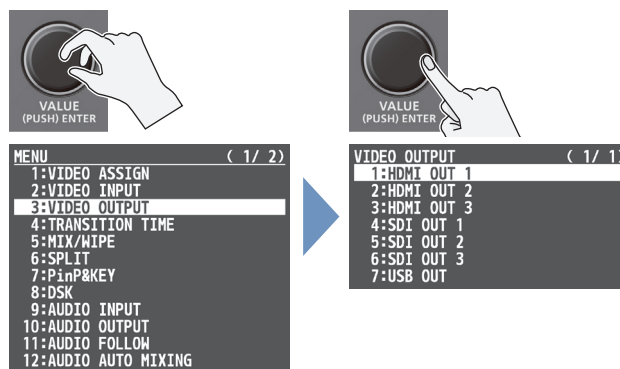 VALUE
(PUSH) ENTER
MENU ( 1/ 2)
1:VIDEO ASSIGN
2:VIDEO INPUT
3:VIDEO OUTPUT
4:TRANSITION TIME
5:MIX/WIPE
6:SPLIT
7:PinP&KEY
8:DSK
9:AUDIO INPUT
10:AUDIO OUTPUT
11:AUDIO FOLLOW
12:AUDIO AUTO MIXING
VALUE
(PUSH) ENTER
VIDEO OUTPUT ( 1/ 1)
1:HDMI OUT 1
2:HDMI OUT 2
3:HDMI OUT 3
4:SDI OUT 1
5:SDI OUT 2
6:SDI OUT 3
7:USB OUT